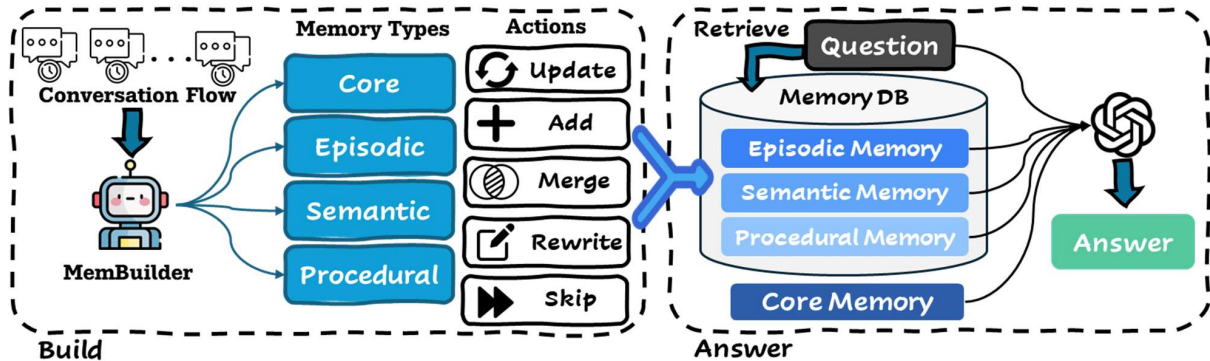 Conversation Flow
MemBuilder
Memory Types
Core
Episodic
Semantic
Procedural
Actions
Update
Add
Merge
Rewrite
Skip
Build
Retrieve
Question
Memory DB
Episodic Memory
Semantic Memory
Procedural Memory
Core Memory
Answer
Answer